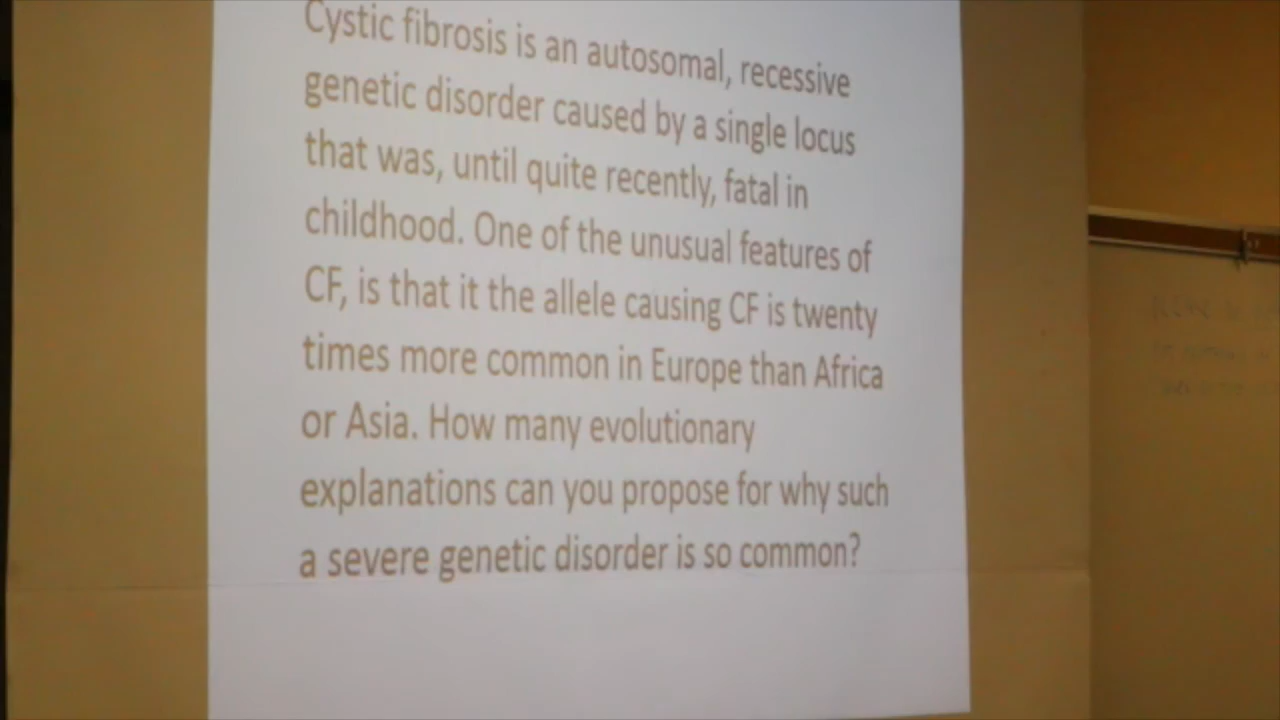 Cystic fibrosis is an autosomal, recessive
genetic disorder caused by a single locus
that was, until quite recently, fatal in
childhood. One of the unusual features of
CF, is that it the allele causing CF is twenty
times more common in Europe than Africa
or Asia. How many evolutionary
explanations can you propose for why such
a severe genetic disorder is so common?